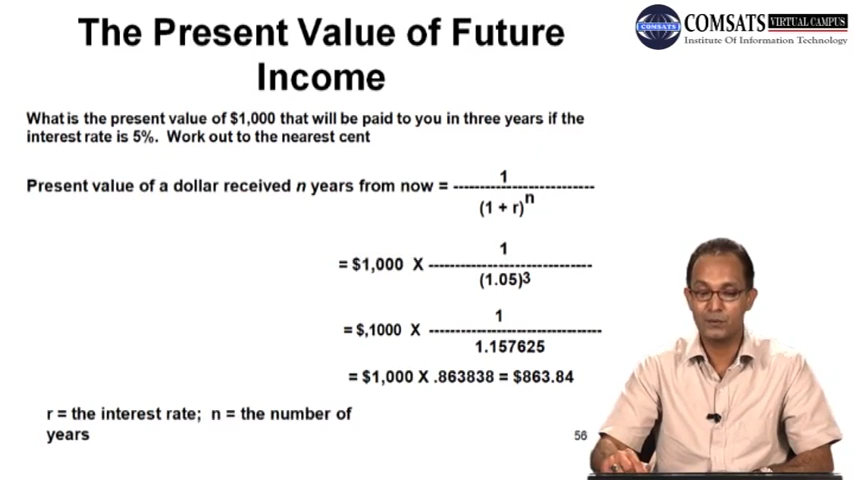 The Present Value of Future
Income
COMSATS VIRTUAL CAMPUS
COMSATS
Institute Of Information Technology
What is the present value of $1,000 that will be paid to you in three years if the
interest rate is 5%. Work out to the nearest cent
Present value of a dollar received n years from now = 1
--------------------------
(1 + r)n
= $1,000 X 1
------------------------------
(1.05)3
= $,1000 X 1
--------------------------------
1.157625
= $1,000 X .863838 = $863.84
r = the interest rate; n = the number of
years
56